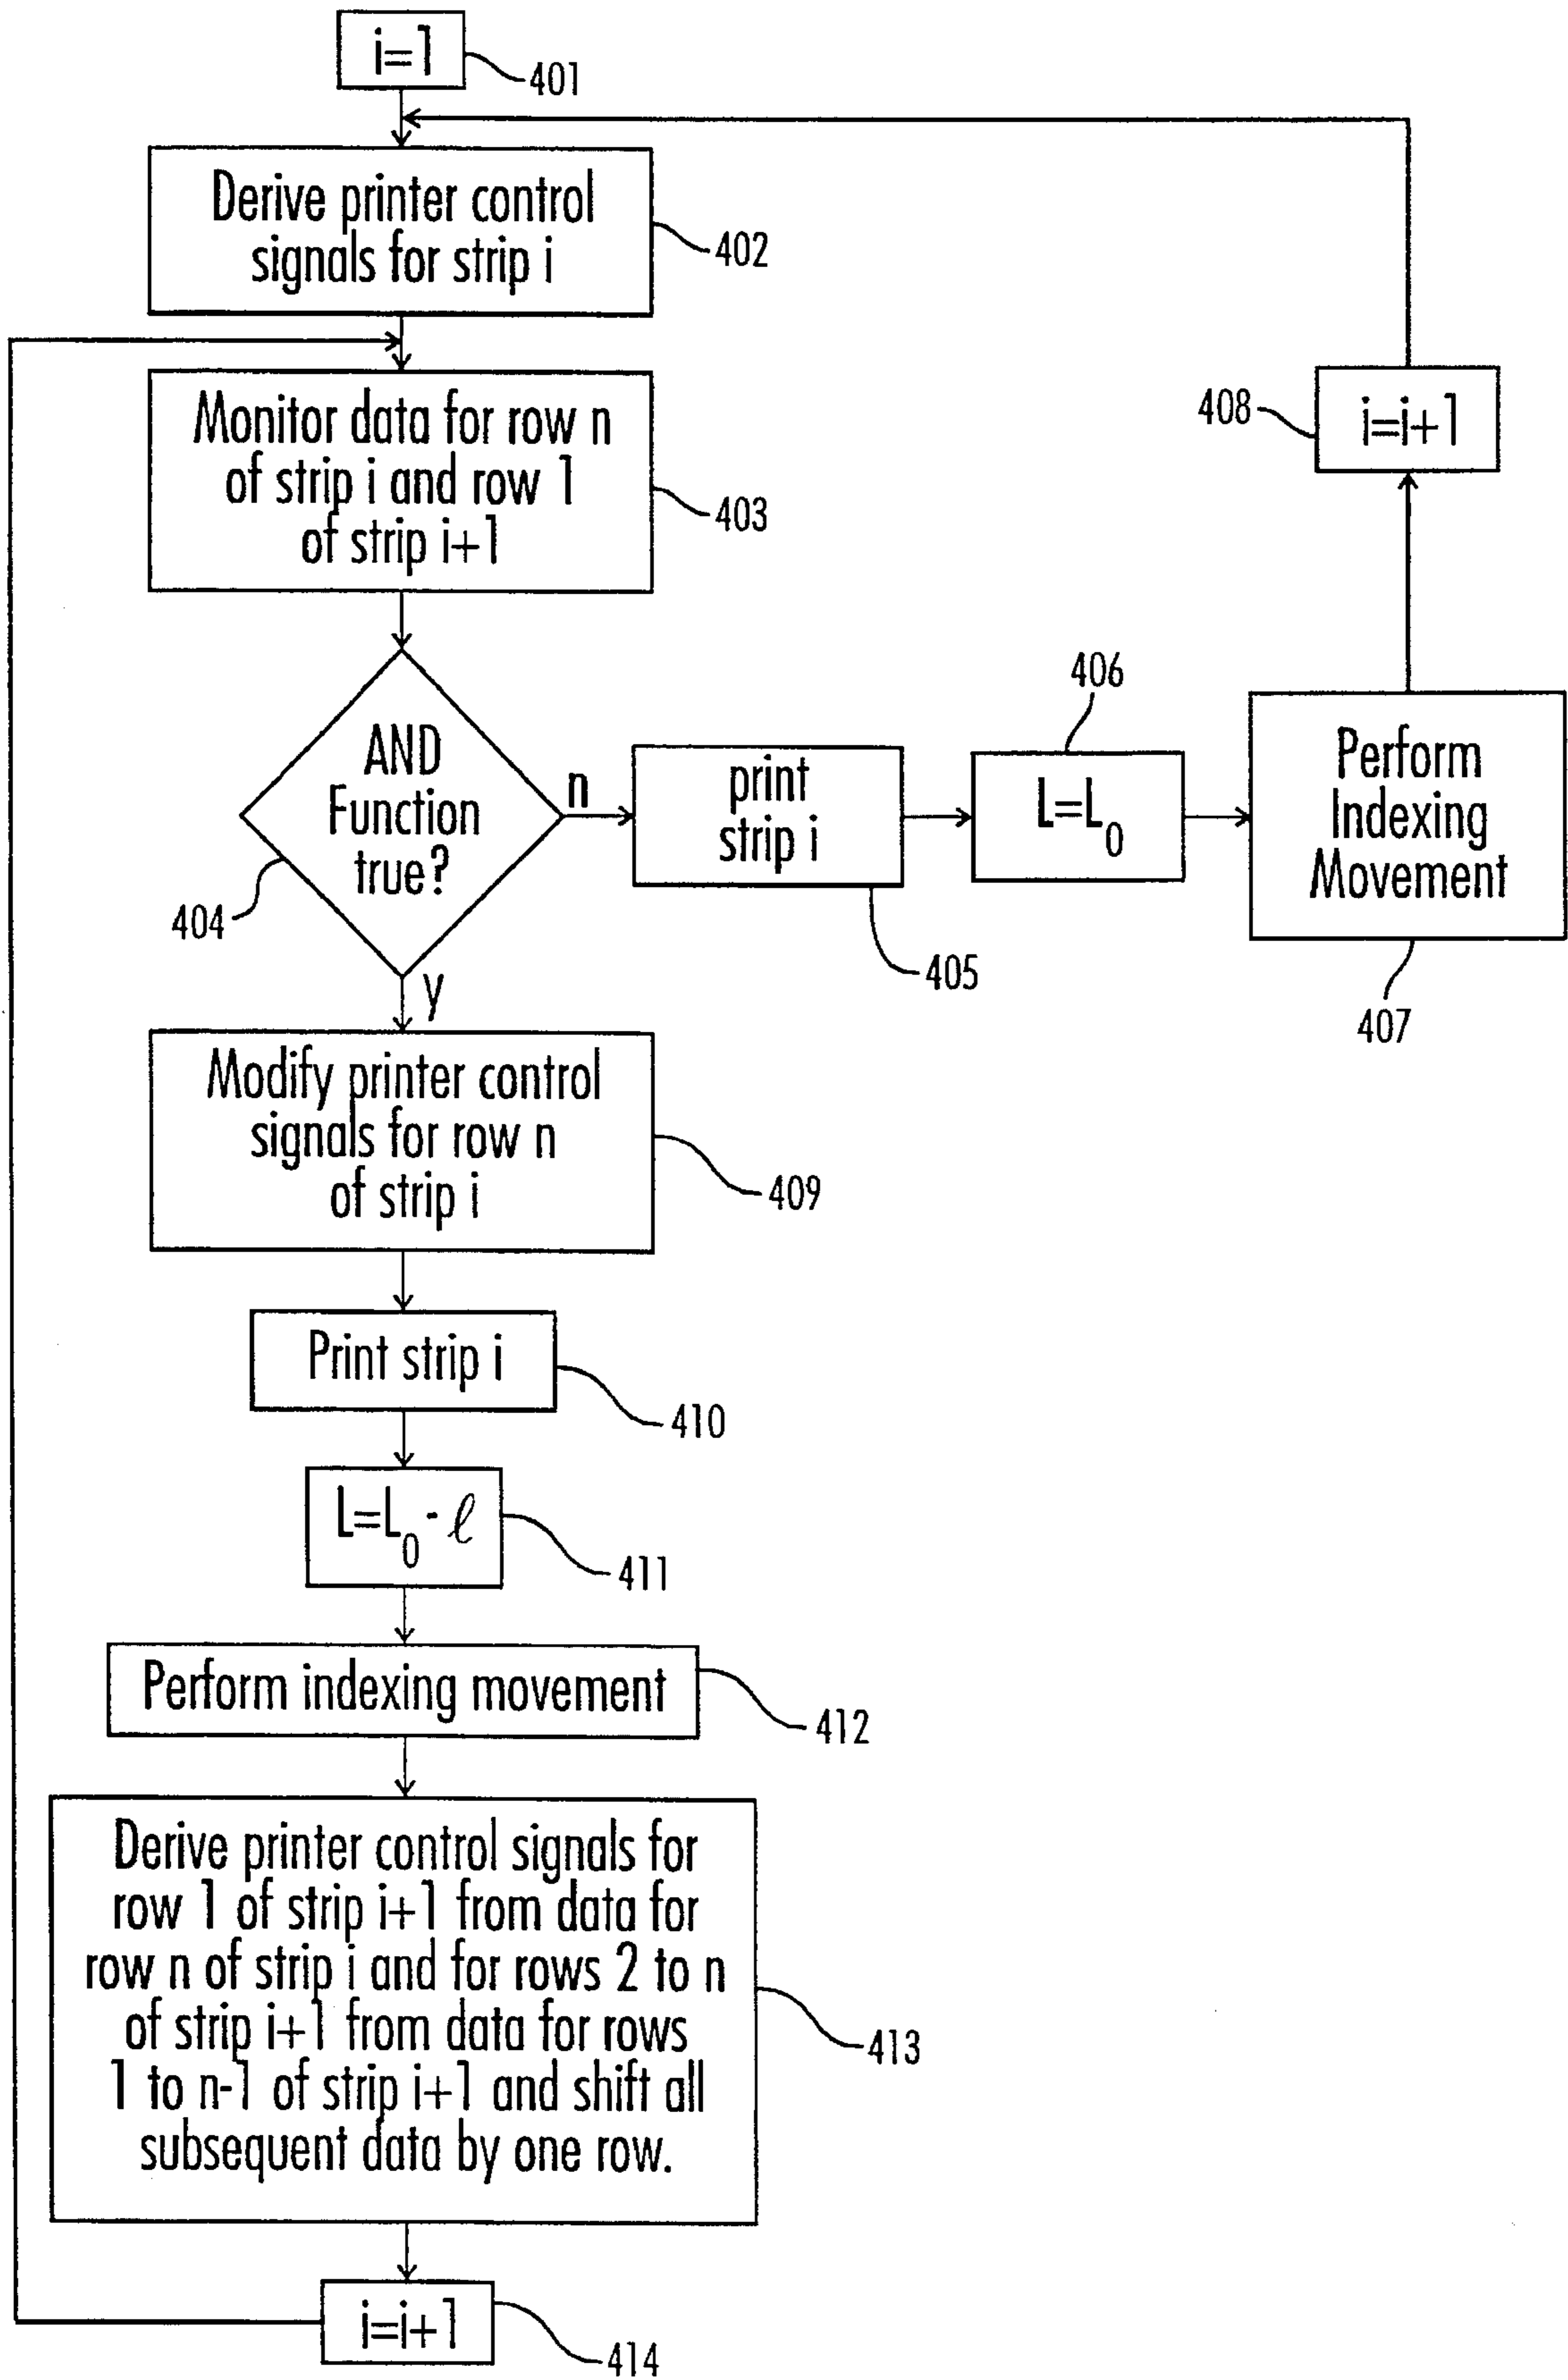 i=1
401
Derive printer control
signals for strip i
402
Monitor data for row n
of strip i and row 1
of strip i+1
403
408
i=i+1
AND
Function
true?
404
n
print
strip i
405
406
L=L₀
Perform
Indexing
Movement
407
y
Modify printer control
signals for row n
of strip i
409
Print strip i
410
L=L₀ - ℓ
411
Perform indexing movement
412
Derive printer control signals for
row 1 of strip i+1 from data for
row n of strip i and for rows 2 to n
of strip i+1 from data for rows
1 to n-1 of strip i+1 and shift all
subsequent data by one row.
413
i=i+1
414